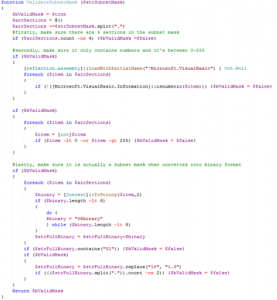 function ValidateSubnetMask ($strSubnetMask)
{
$bValidMask = $true
$arrSections = @()
$arrSections +=$strSubnetMask.split(".")
#firstly, make sure there are 4 sections in the subnet mask
if ($arrSections.count -ne 4) {$bValidMask =$false}
#secondly, make sure it only contains numbers and it's between 0-255
if ($bValidMask)
{
[reflection.assembly]::LoadWithPartialName("'Microsoft.VisualBasic") | Out-Null
foreach ($item in $arrSections)
{
if (!([Microsoft.VisualBasic.Information]::isnumeric($item))) {$bValidMask = $false}
}
}
if ($bValidMask)
{
foreach ($item in $arrSections)
{
$item = [int]$item
if ($item -lt 0 -or $item -gt 255) {$bValidMask = $false}
}
}
#lastly, make sure it is actually a subnet mask when converted into binary format
if ($bValidMask)
{
foreach ($item in $arrSections)
{
$binary = [Convert]::ToString($item,2)
if ($binary.length -lt 8)
{
do {
$binary = "0$binary"
} while ($binary.length -lt 8)
}
$strFullBinary = $strFullBinary+$binary
}
if ($strFullBinary.contains("01")) {$bValidMask = $false}
if ($bValidMask)
{
$strFullBinary = $strFullBinary.replace("10", "1.0")
if ((($strFullBinary.split(".")).count -ne 2)) {$bValidMask = $false}
}
}
Return $bValidMask
}